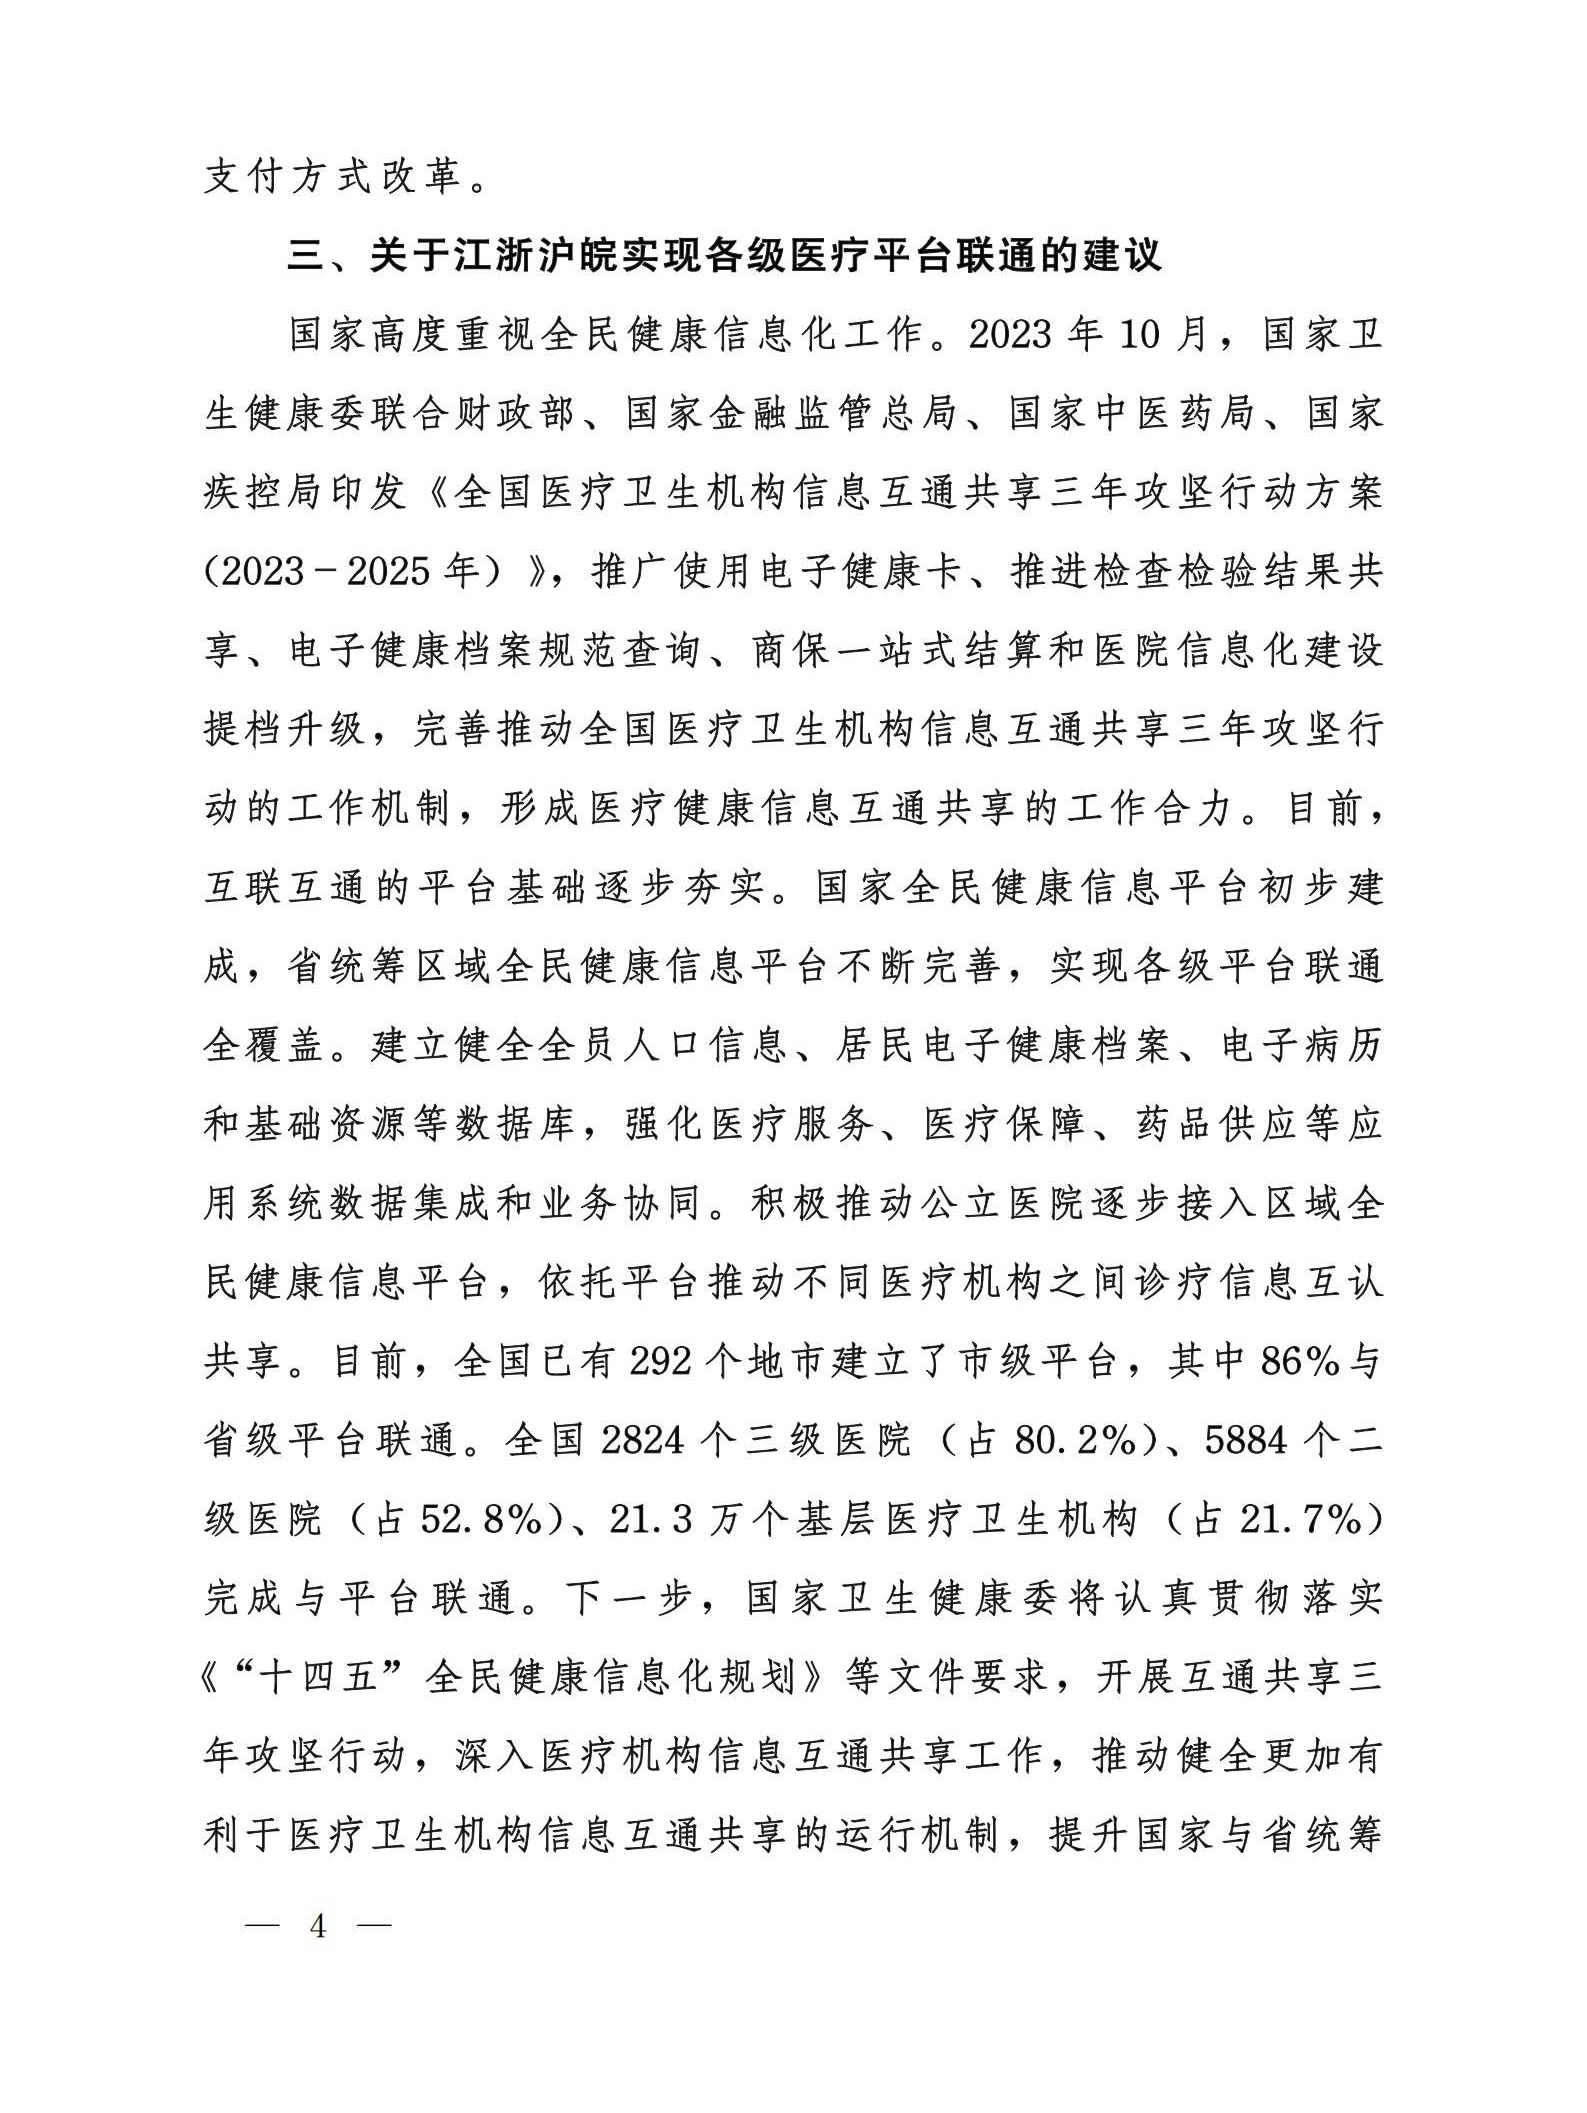 支付方式改革。
三、关于江浙沪皖实现各级医疗平台联通的建议
国家高度重视全民健康信息化工作。2023 年 10 月，国家卫
生健康委联合财政部、国家金融监管总局、国家中医药局、国家
疾控局印发《全国医疗卫生机构信息互通共享三年攻坚行动方案
（2023－2025 年）》，推广使用电子健康卡、推进检查检验结果共
享、电子健康档案规范查询、商保一站式结算和医院信息化建设
提档升级，完善推动全国医疗卫生机构信息互通共享三年攻坚行
动的工作机制，形成医疗健康信息互通共享的工作合力。目前，
互联互通的平台基础逐步夯实。国家全民健康信息平台初步建
成，省统筹区域全民健康信息平台不断完善，实现各级平台联通
全覆盖。建立健全全员人口信息、居民电子健康档案、电子病历
和基础资源等数据库，强化医疗服务、医疗保障、药品供应等应
用系统数据集成和业务协同。积极推动公立医院逐步接入区域全
民健康信息平台，依托平台推动不同医疗机构之间诊疗信息互认
共享。目前，全国已有 292 个地市建立了市级平台，其中 86%与
省级平台联通。全国 2824 个三级医院（占 80.2%）、5884 个二
级医院（占 52.8%）、21.3 万个基层医疗卫生机构（占 21.7%）
完成与平台联通。下一步，国家卫生健康委将认真贯彻落实
《“十四五”全民健康信息化规划》等文件要求，开展互通共享三
年攻坚行动，深入医疗机构信息互通共享工作，推动健全更加有
利于医疗卫生机构信息互通共享的运行机制，提升国家与省统筹
— 4 —